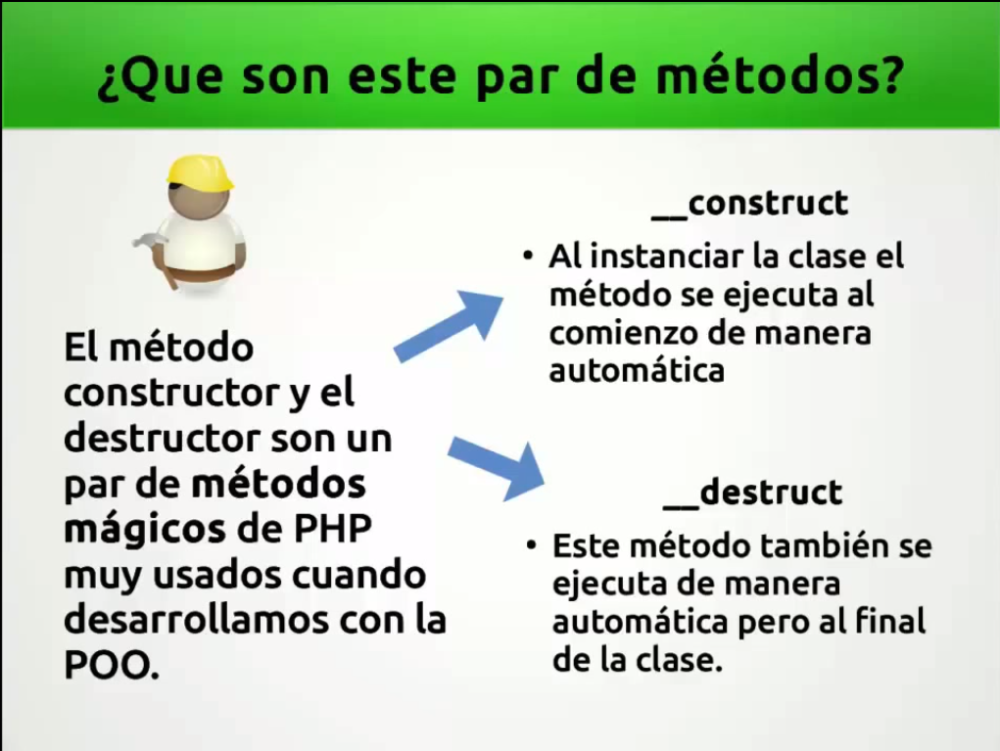 ¿Que son este par de métodos?
El método
constructor y el
destructor son un
par de métodos
mágicos de PHP
muy usados cuando
desarrollamos con la
POO.
__construct
• Al instanciar la clase el
método se ejecuta al
comienzo de manera
automática
__destruct
• Este método también se
ejecuta de manera
automática pero al final
de la clase.